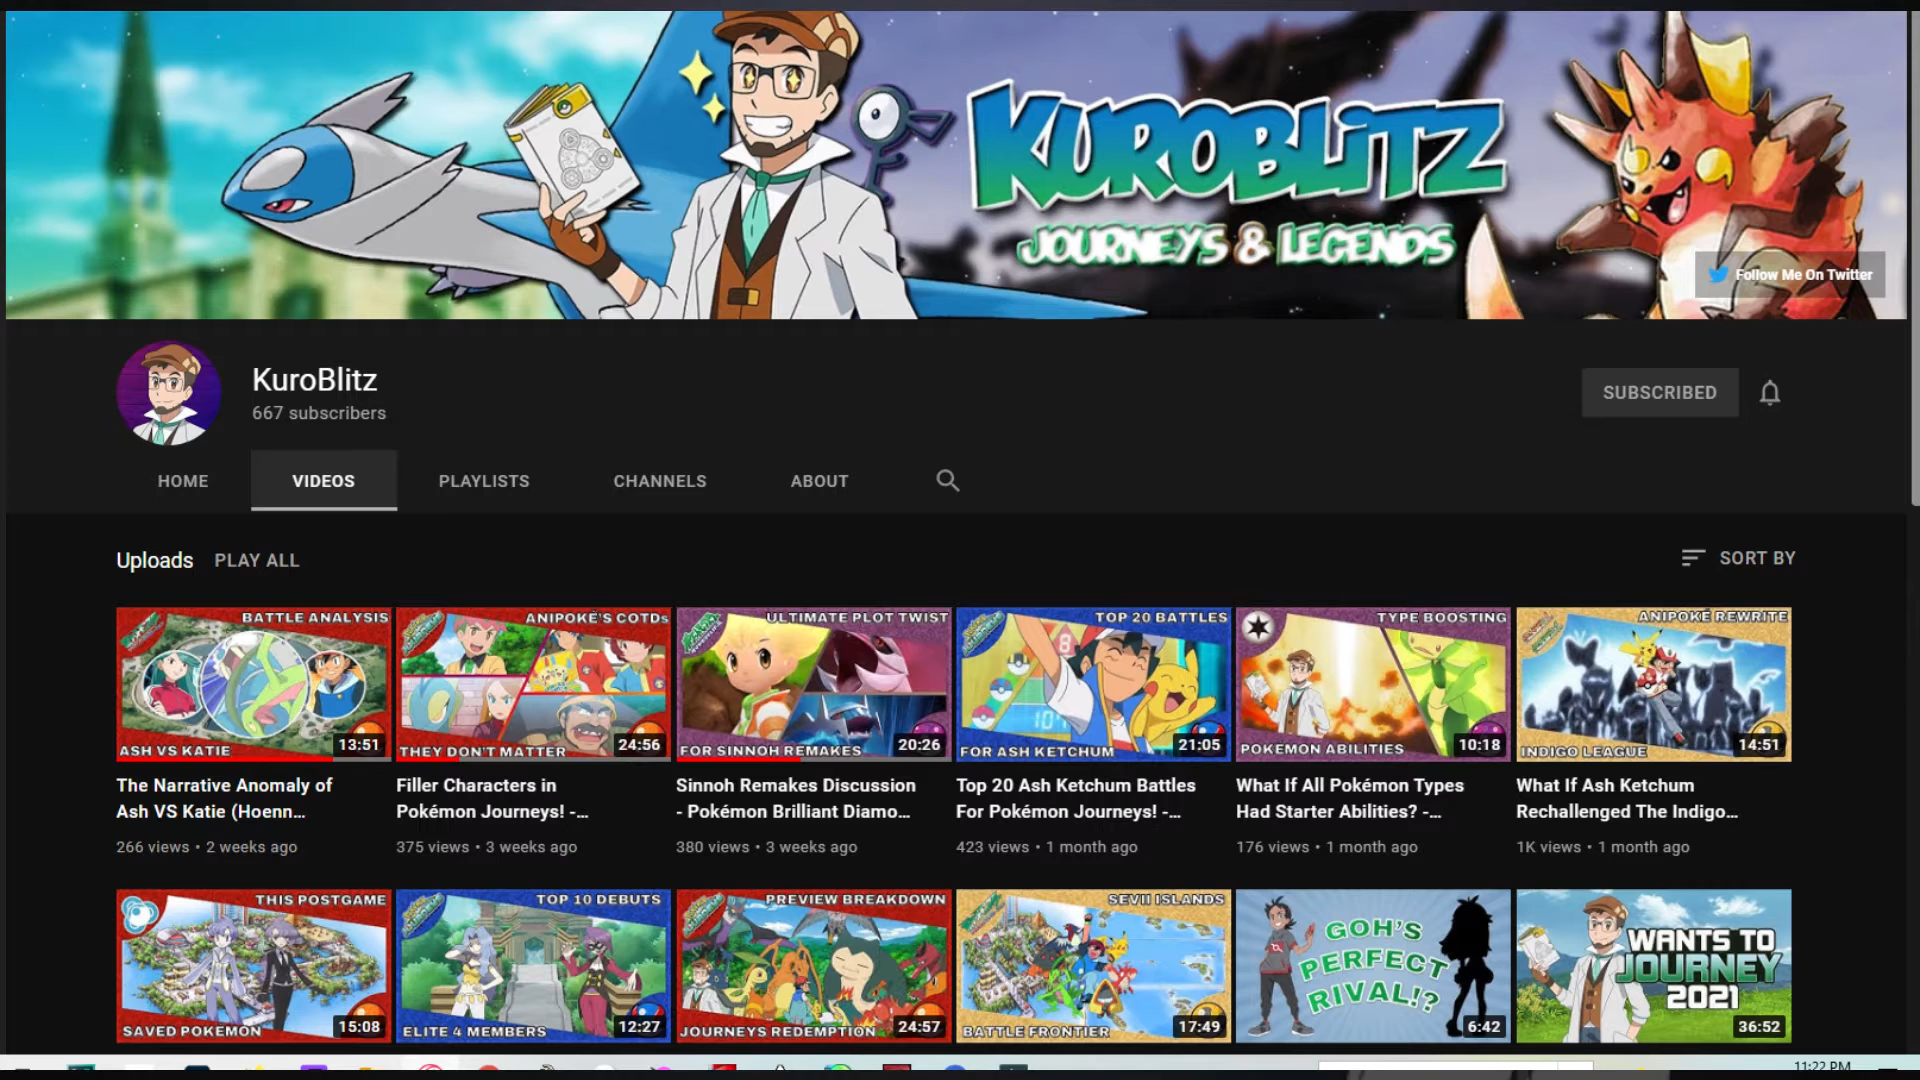 KUROBLITZ
JOURNEYS & LEGENDS
Follow Me On Twitter
KuroBlitz
667 subscribers
SUBSCRIBED
HOME
VIDEOS
PLAYLISTS
CHANNELS
ABOUT
Uploads
PLAY ALL
SORT BY
BATTLE ANALYSIS
ASH VS KATIE
13:51
The Narrative Anomaly of
Ash VS Katie (Hoenn...
266 views • 2 weeks ago
ANIPOKÉ'S COTDs
THEY DON'T MATTER
24:56
Filler Characters in
Pokémon Journeys! -...
375 views • 3 weeks ago
ULTIMATE PLOT TWIST
FOR SINNOH REMAKES
20:26
Sinnoh Remakes Discussion
- Pokémon Brilliant Diamo...
380 views • 3 weeks ago
TOP 20 BATTLES
FOR ASH KETCHUM
21:05
Top 20 Ash Ketchum Battles
For Pokémon Journeys! -...
423 views • 1 month ago
TYPE BOOSTING
POKEMON ABILITIES
10:18
What If All Pokémon Types
Had Starter Abilities? -...
176 views • 1 month ago
ANIPOKÉ REWRITE
INDIGO LEAGUE
14:51
What If Ash Ketchum
Rechallenged The Indigo...
1K views • 1 month ago
THIS POSTGAME
SAVED POKEMON
15:08
TOP 10 DEBUTS
ELITE 4 MEMBERS
12:27
PREVIEW BREAKDOWN
JOURNEYS REDEMPTION
24:57
SEVII ISLANDS
BATTLE FRONTIER
17:49
GOH'S
PERFECT
RIVAL!?
6:42
WANTS TO
JOURNEY
2021
36:52
11:22 PM